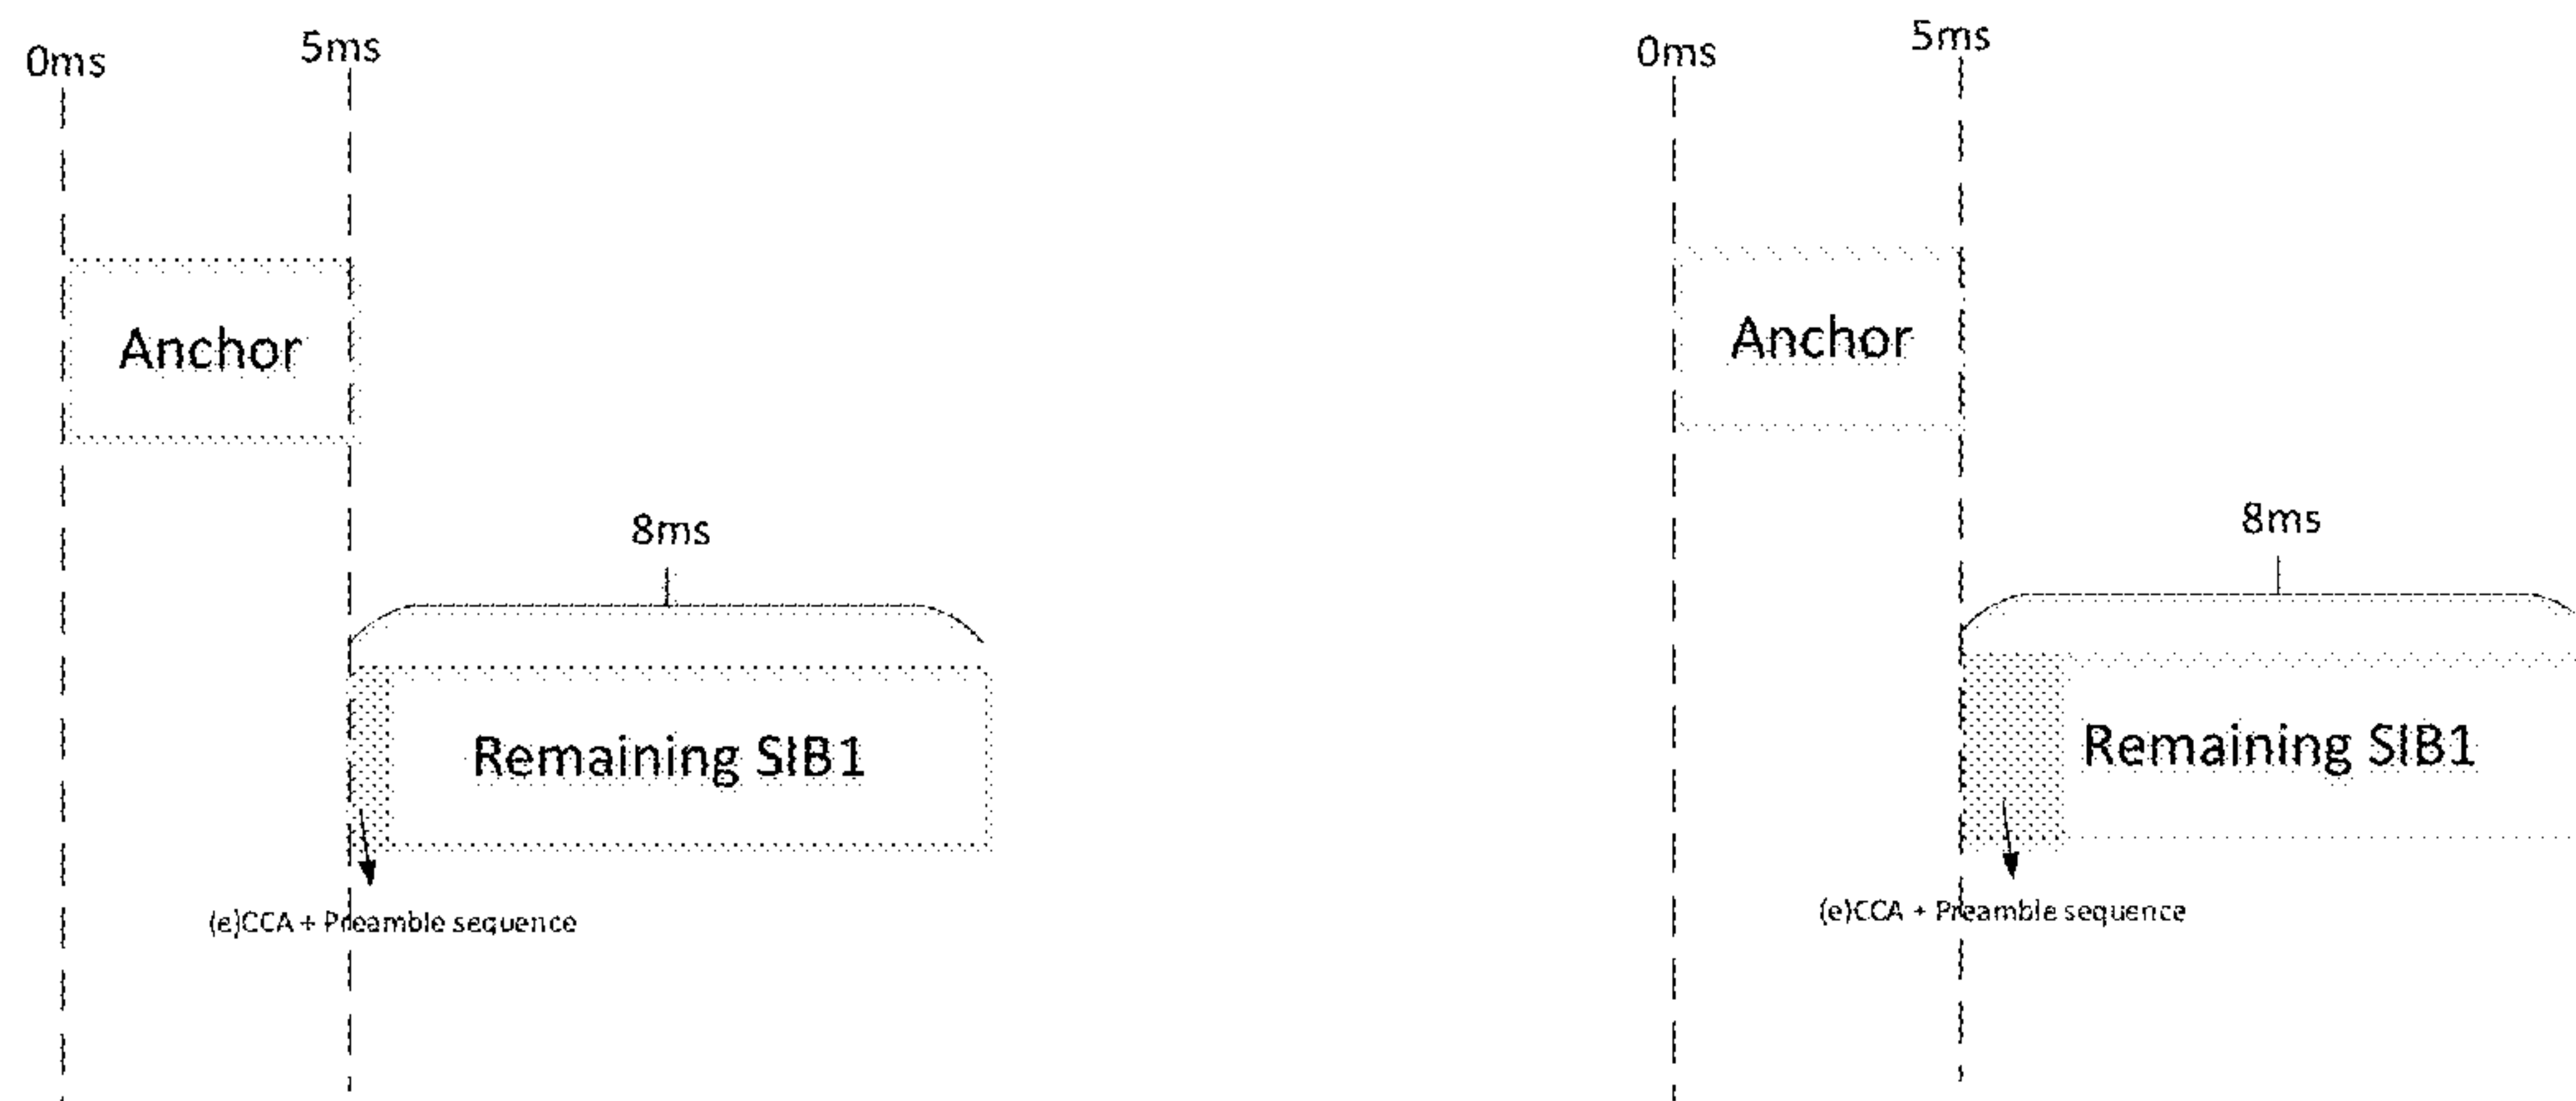 0ms
5ms
Anchor
8ms
Remaining SIB1
(e)CCA + Preamble sequence
0ms
5ms
Anchor
8ms
Remaining SIB1
(e)CCA + Preamble sequence